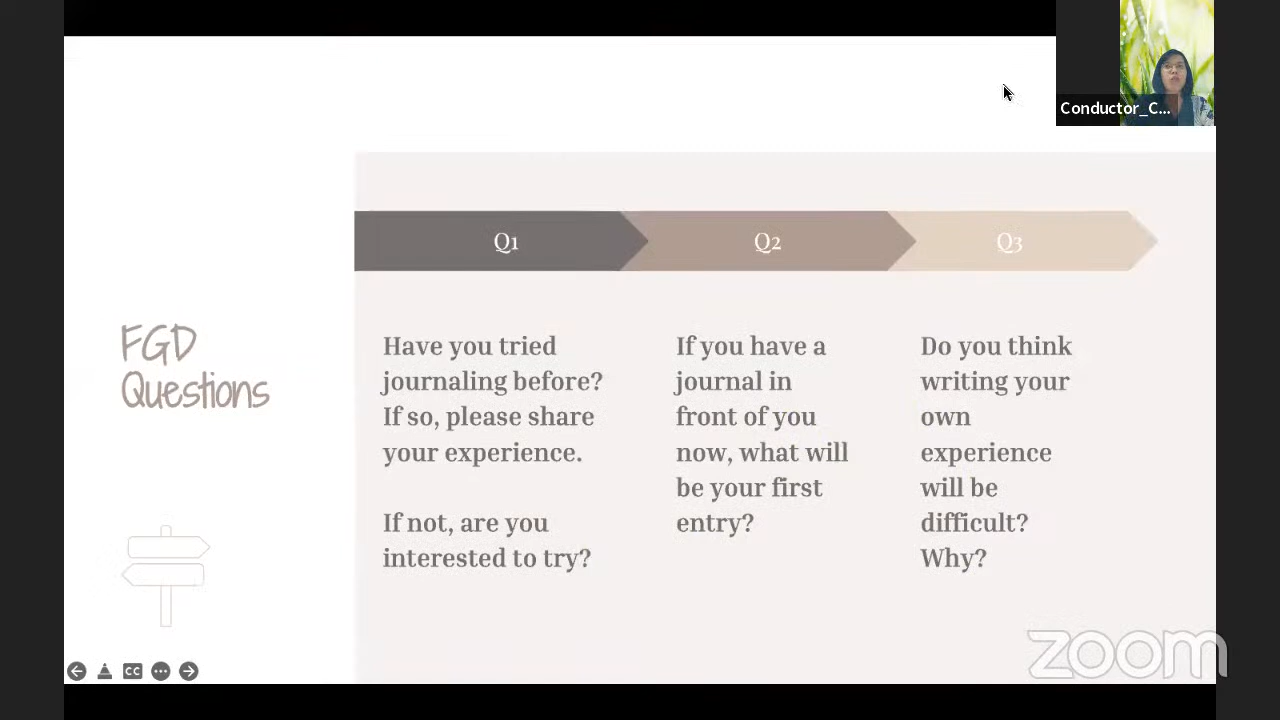 Conductor_C...
Q1
Q2
Q3
FGD
Questions
Have you tried
journaling before?
If so, please share
your experience.
If not, are you
interested to try?
If you have a
journal in
front of you
now, what will
be your first
entry?
Do you think
writing your
own
experience
will be
difficult?
Why?
CC
zoom